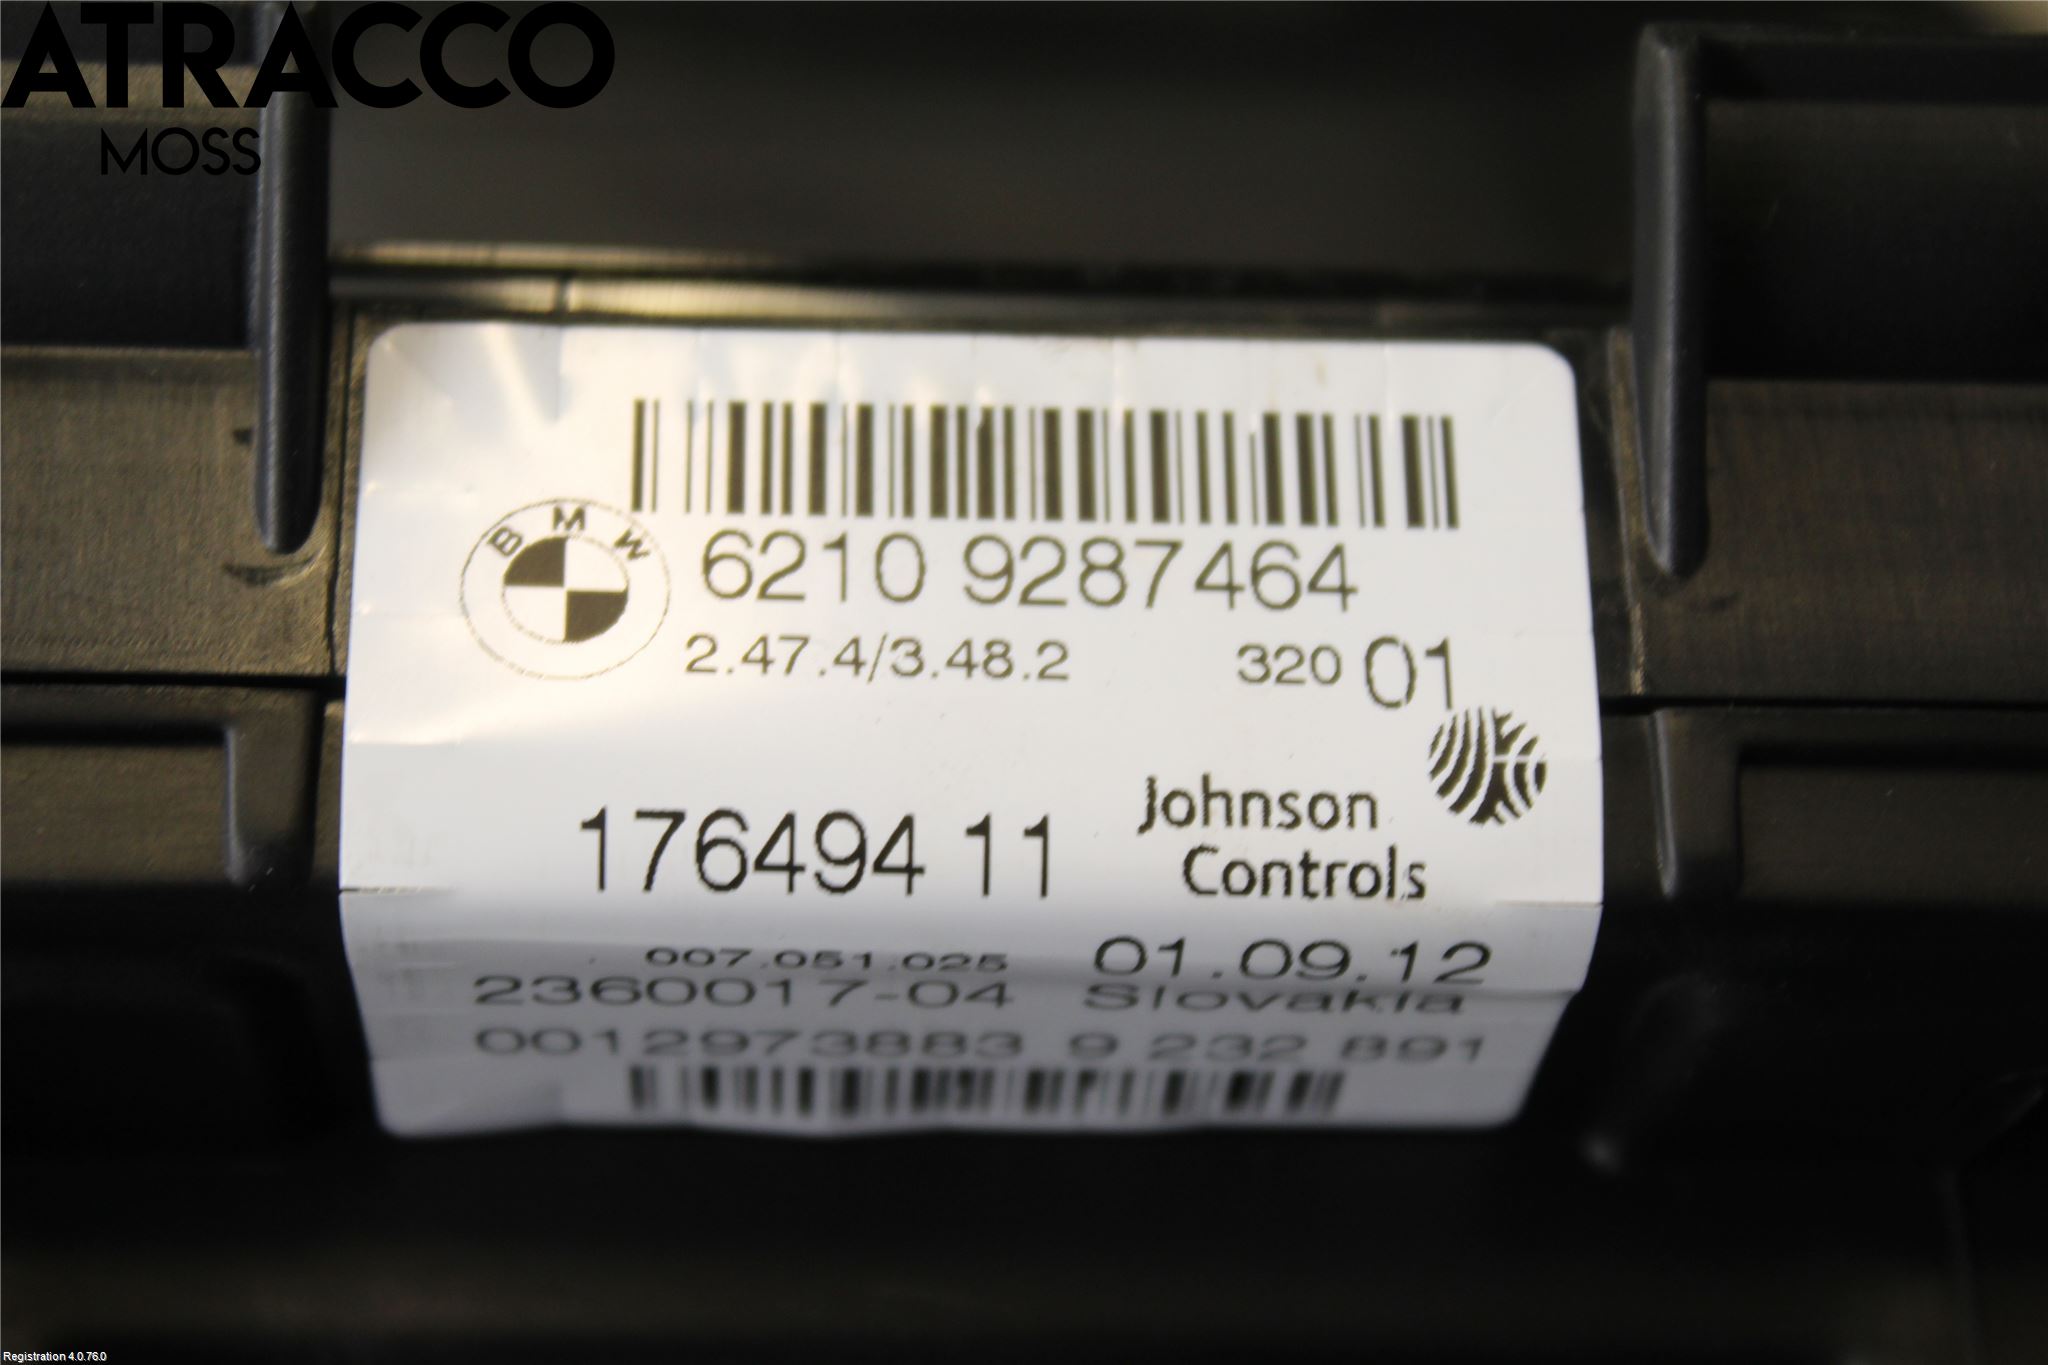 ATRACCO
MOSS
BMW
6210 9287464
2.47.4/3.48.2 320 01
176494 11
Johnson
Controls
007.051.025 01.09.12
2360017-04 Slovakia
0012973883 9 232 891
Registration 4.0.76.0